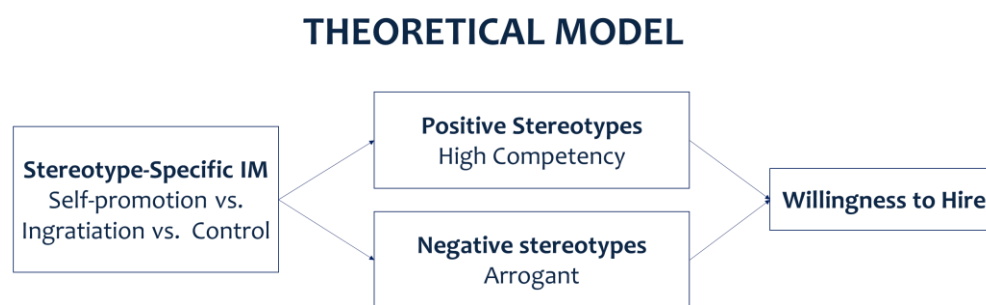 THEORETICAL MODEL
Stereotype-Specific IM
Self-promotion vs.
Ingratiation vs. Control
Positive Stereotypes
High Competency
Negative stereotypes
Arrogant
Willingness to Hire